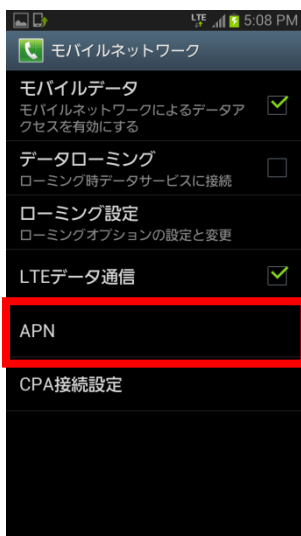 LTE 5:08 PM
モバイルネットワーク
モバイルデータ
モバイルネットワークによるデータア
クセスを有効にする
データローミング
ローミング時データサービスに接続
ローミング設定
ローミングオプションの設定と変更
LTEデータ通信
APN
CPA接続設定